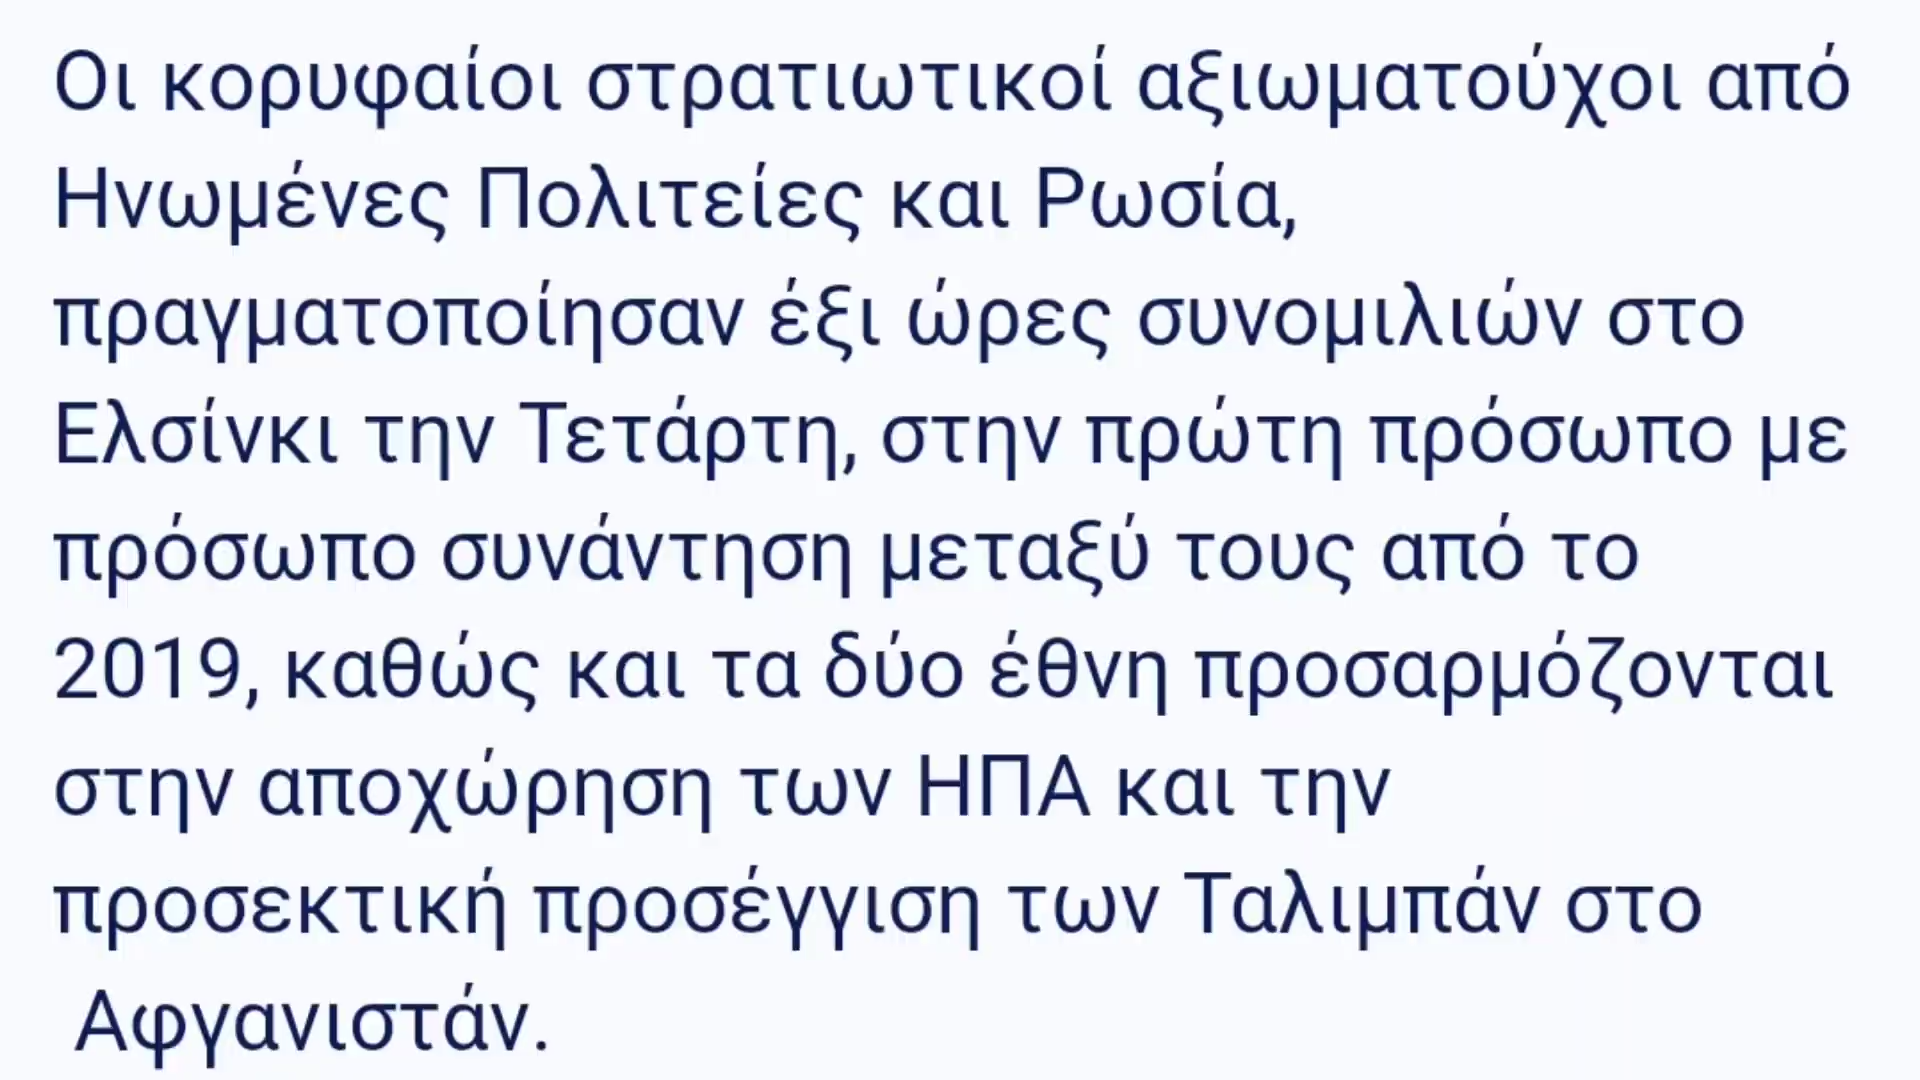 Οι κορυφαίοι στρατιωτικοί αξιωματούχοι από
Ηνωμένες Πολιτείες και Ρωσία,
πραγματοποίησαν έξι ώρες συνομιλιών στο
Ελσίνκι την Τετάρτη, στην πρώτη πρόσωπο με
πρόσωπο συνάντηση μεταξύ τους από το
2019, καθώς και τα δύο έθνη προσαρμόζονται
στην αποχώρηση των ΗΠΑ και την
προσεκτική προσέγγιση των Ταλιμπάν στο
Αφγανιστάν.